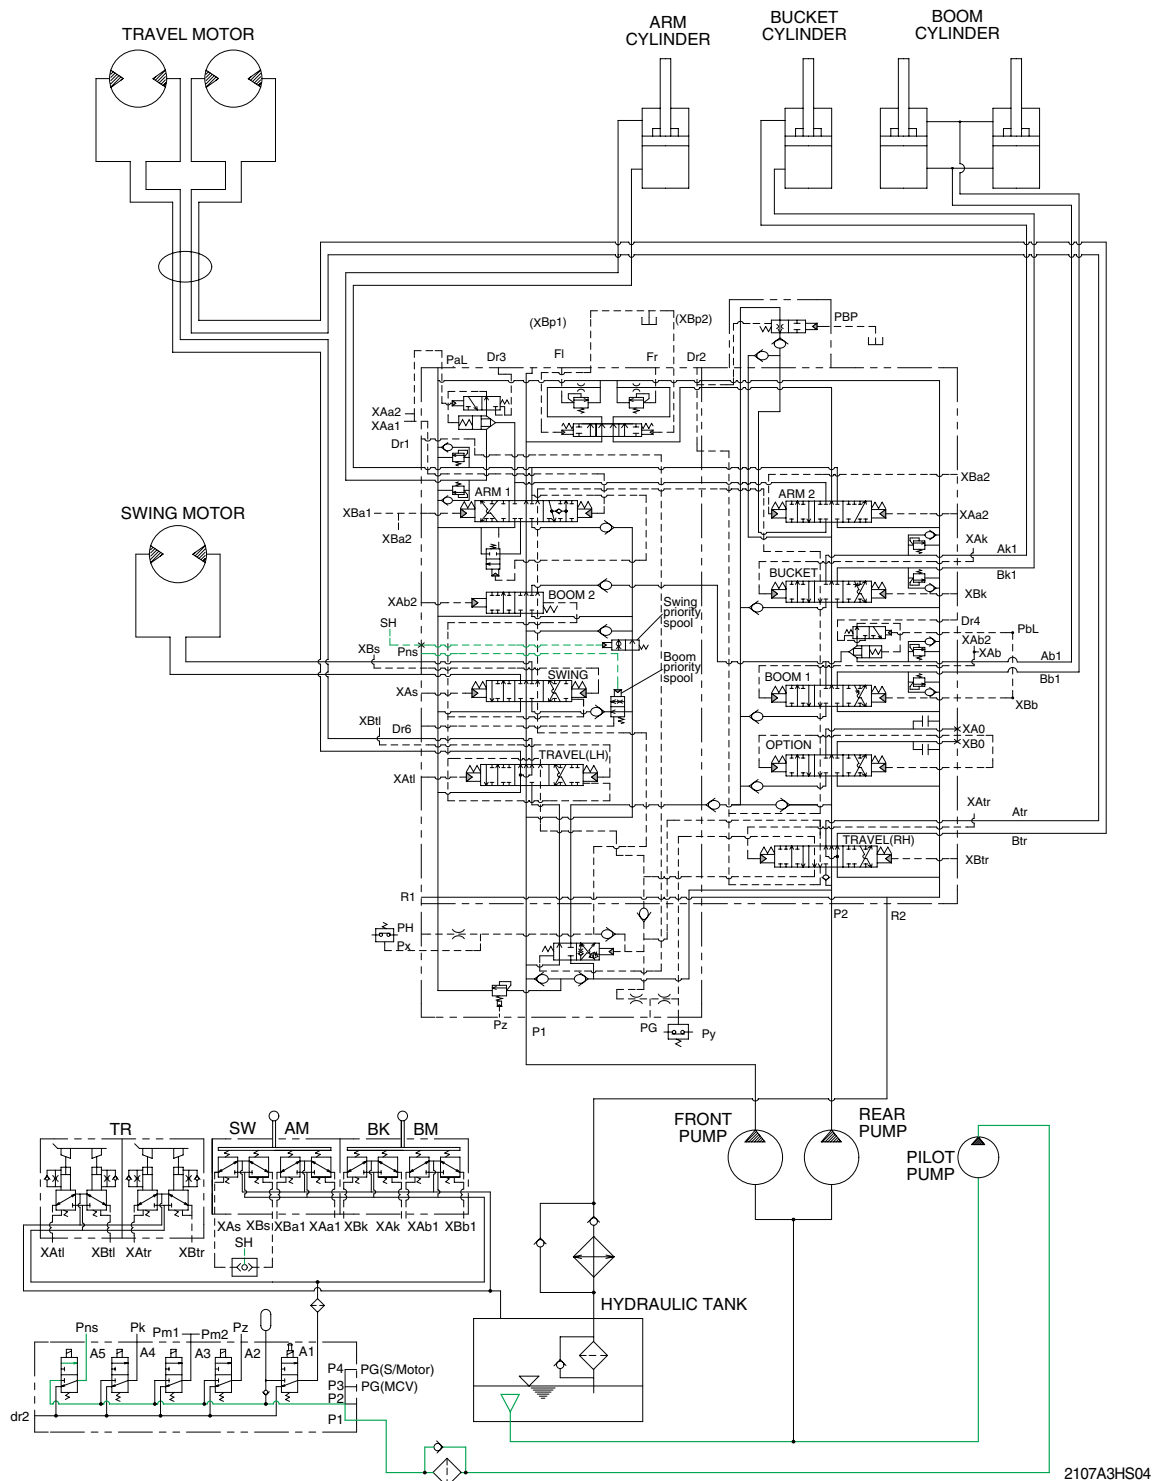 TRAVEL MOTOR
ARM
CYLINDER
BUCKET
CYLINDER
BOOM
CYLINDER
(XBp1)
(XBp2)
PBP
PaL
Dr3
Fl
Fr
Dr2
XAa2
XAa1
Dr1
ARM 1
ARM 2
XBa2
SWING MOTOR
XBa1
XAa2
XBa2
XAk
Ak1
BUCKET
Bk1
XAb2
BOOM 2
XBk
Swing
priority
spool
SH
Dr4
PbL
XBs
Pns
XAb2
XAb
Ab1
Boom
priority
spool
SWING
BOOM 1
Bb1
XAs
XBb
XBtl
Dr6
XA0
XB0
OPTION
TRAVEL(LH)
XAtl
XAtr
Atr
TRAVEL(RH)
Btr
XBtr
R1
P2
R2
PH
Px
Pz
P1
PG
Py
TR
SW
AM
BK
BM
FRONT
PUMP
REAR
PUMP
PILOT
PUMP
XAtl
XBtl
XAtr
XBtr
XAs
XBs
XBa1
XAa1
XBk
XAk
XAb1
XBb1
SH
HYDRAULIC TANK
Pns
Pk
Pm1
Pm2
Pz
A5
A4
A3
A2
A1
P4
PG(S/Motor)
P3
PG(MCV)
P2
dr2
P1
2107A3HS04